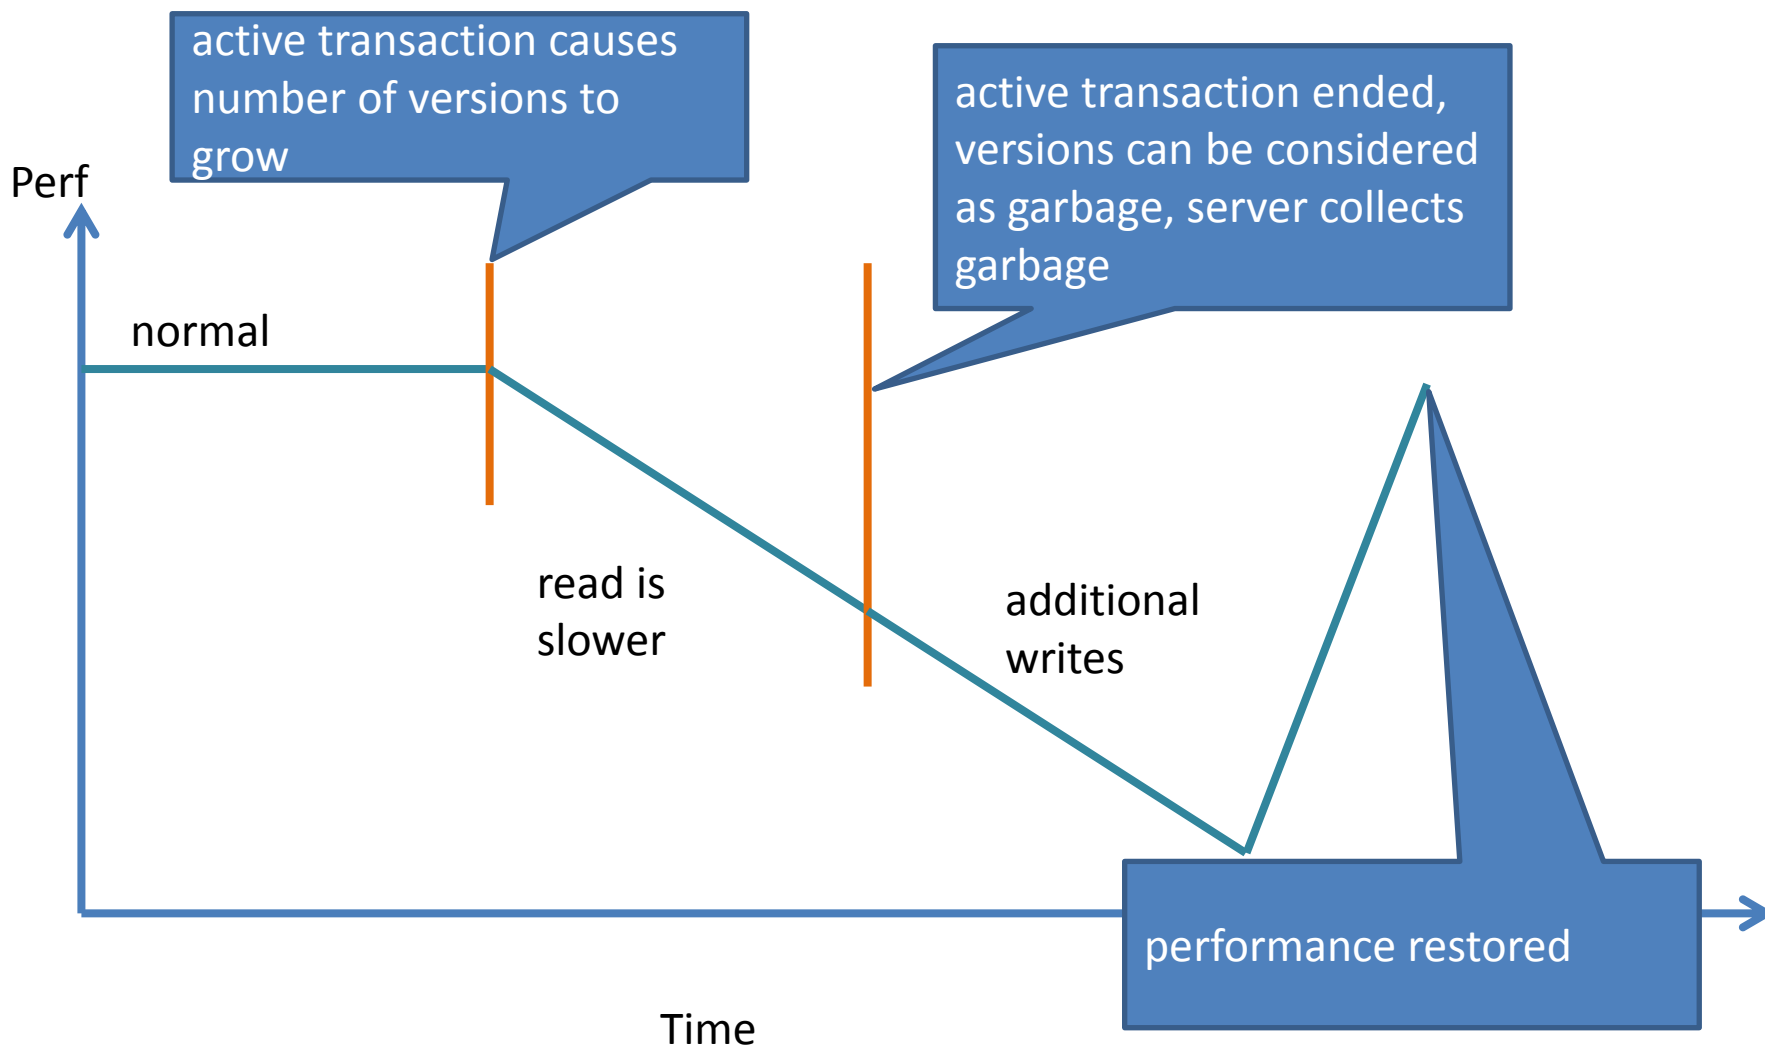 active transaction causes
number of versions to
grow
active transaction ended,
versions can be considered
as garbage, server collects
garbage
Perf
normal
read is
slower
additional
writes
performance restored
Time